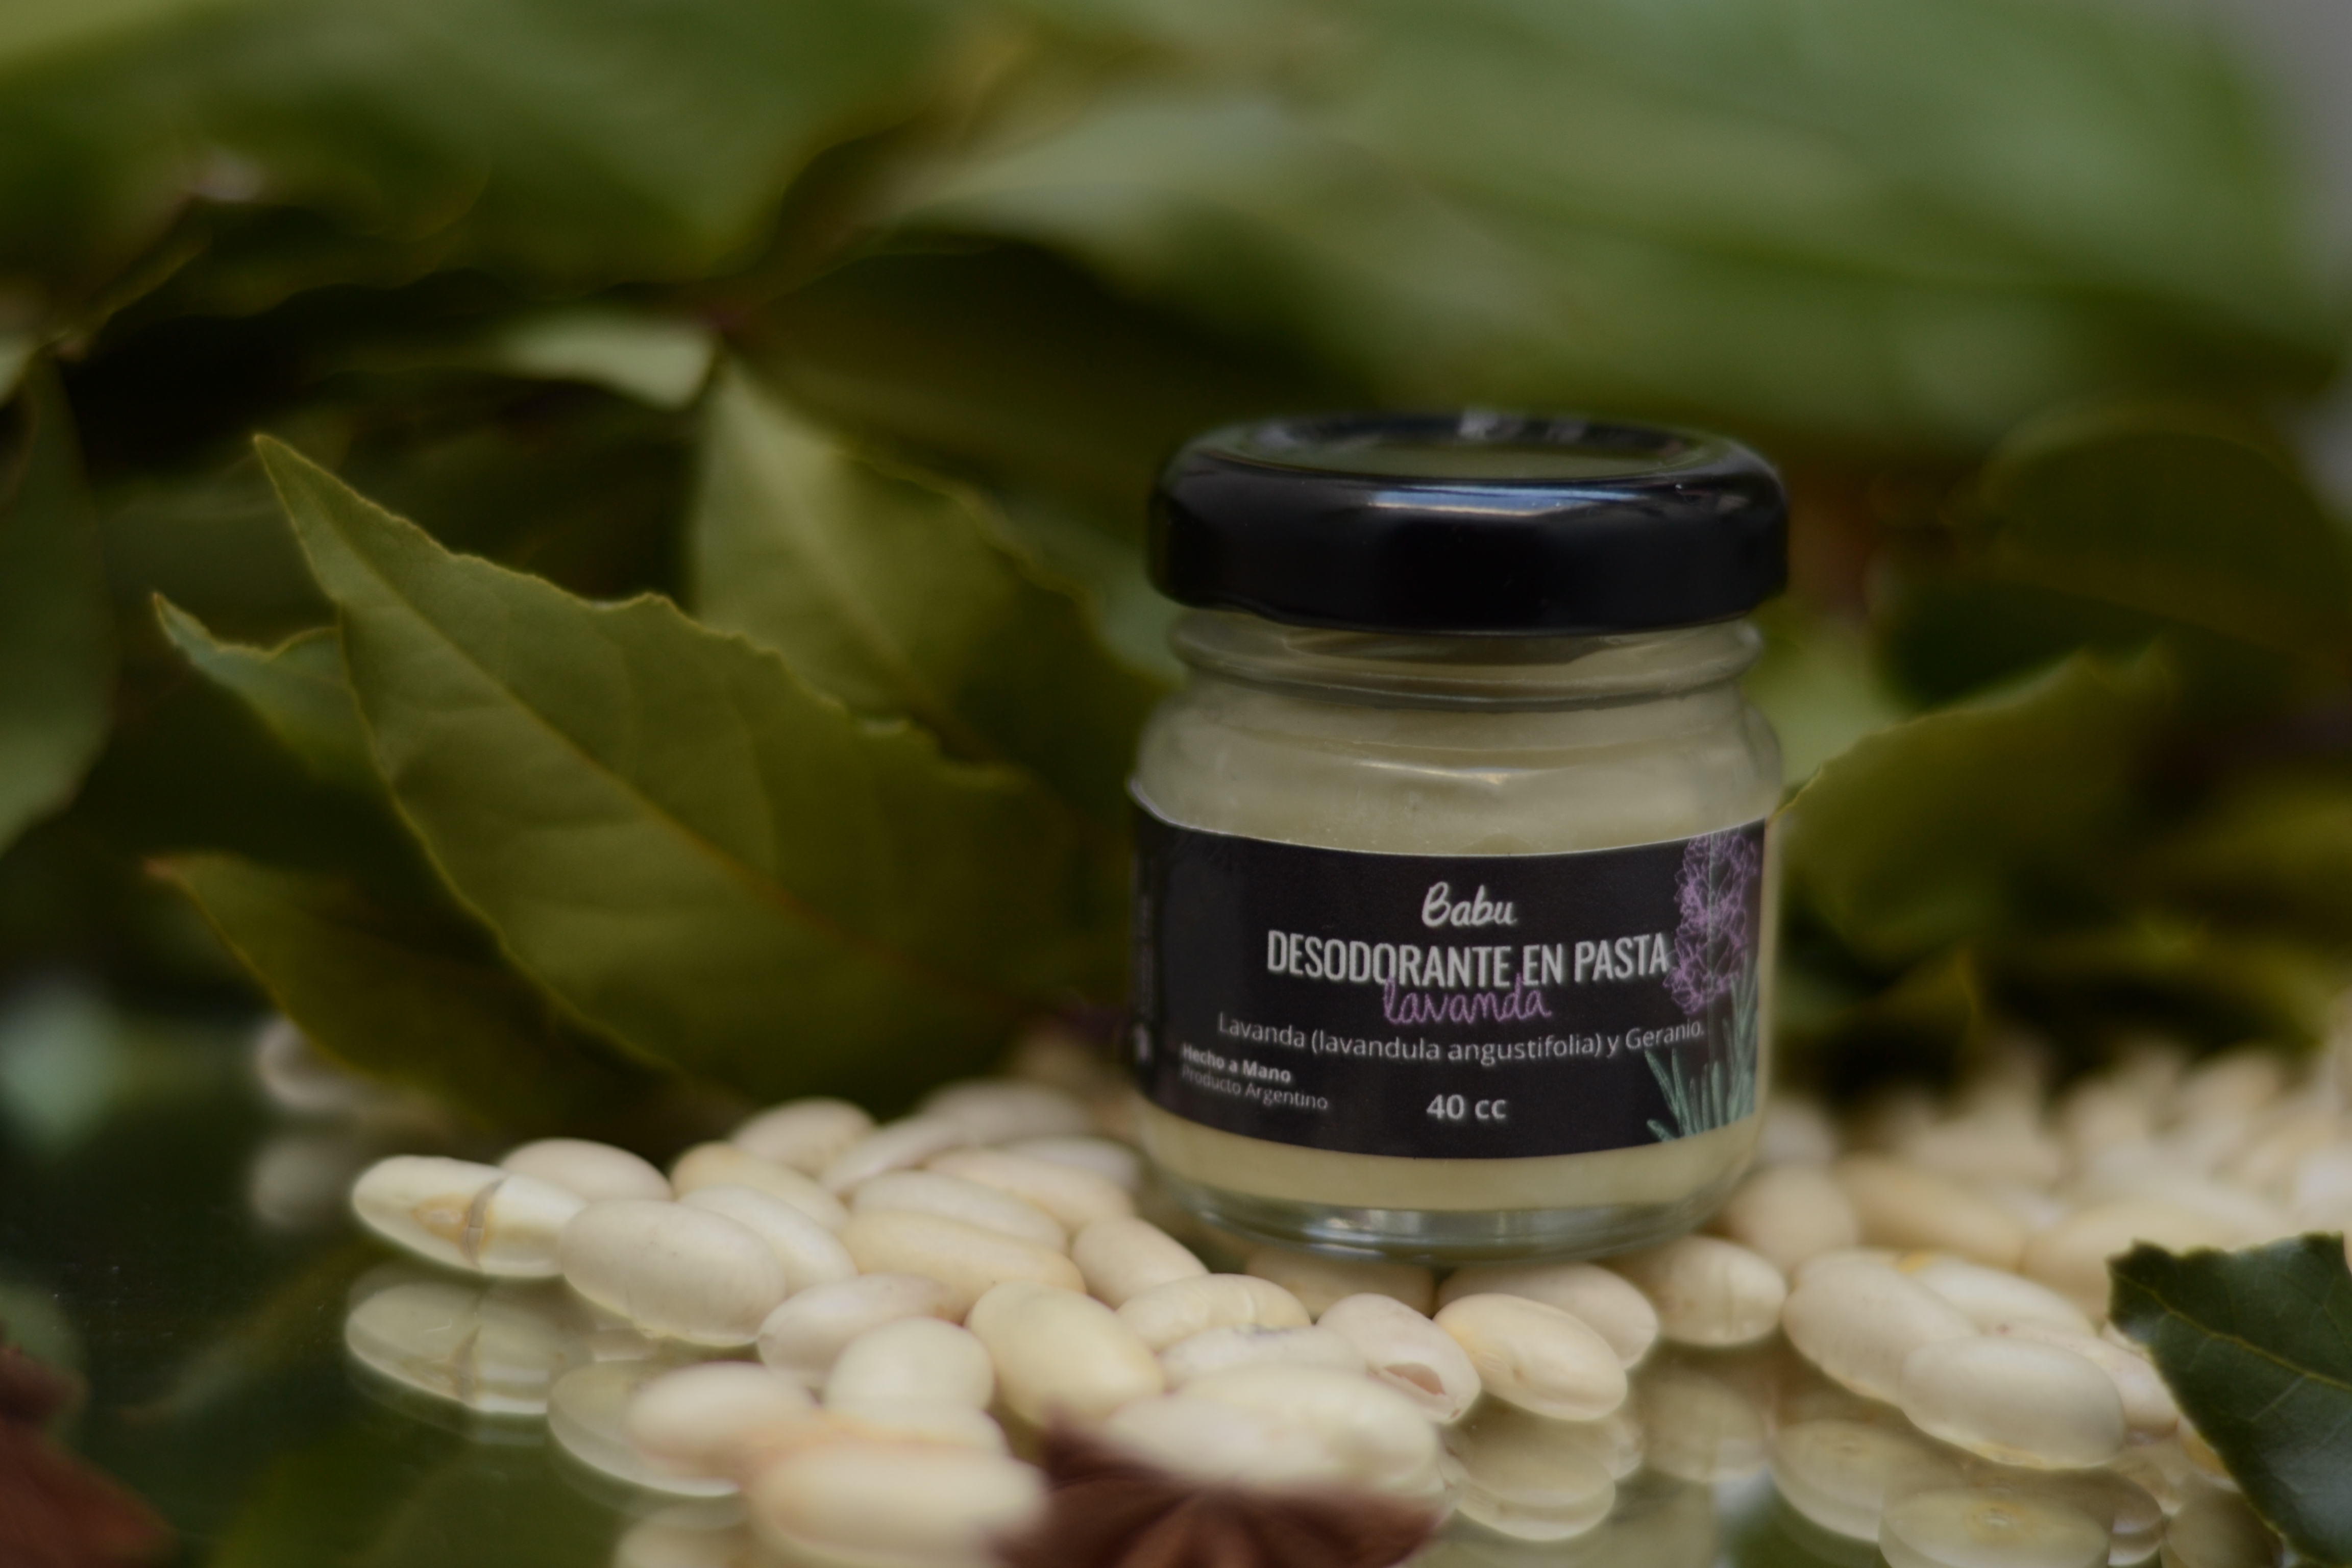 Babu
DESODORANTE EN PASTA
lavanda
Lavanda (lavandula angustifolia) y Geranio.
Hecho a Mano
Producto Argentino
40 cc